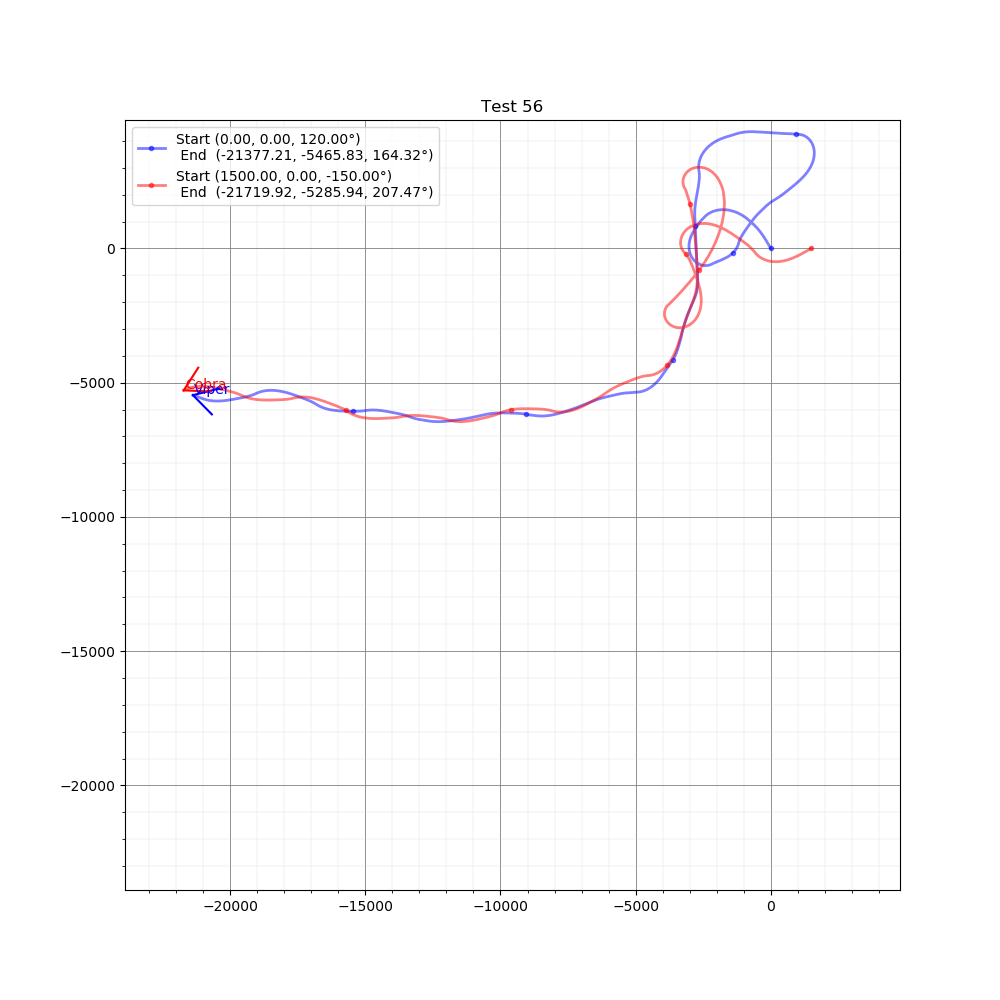 Test 56
Start (0.00, 0.00, 120.00°)
End (-21377.21, -5465.83, 164.32°)
Start (1500.00, 0.00, -150.00°)
End (-21719.92, -5285.94, 207.47°)
0
Cobra
Viper
−5000
−10000
−15000
−20000
−20000 −15000 −10000 −5000 0